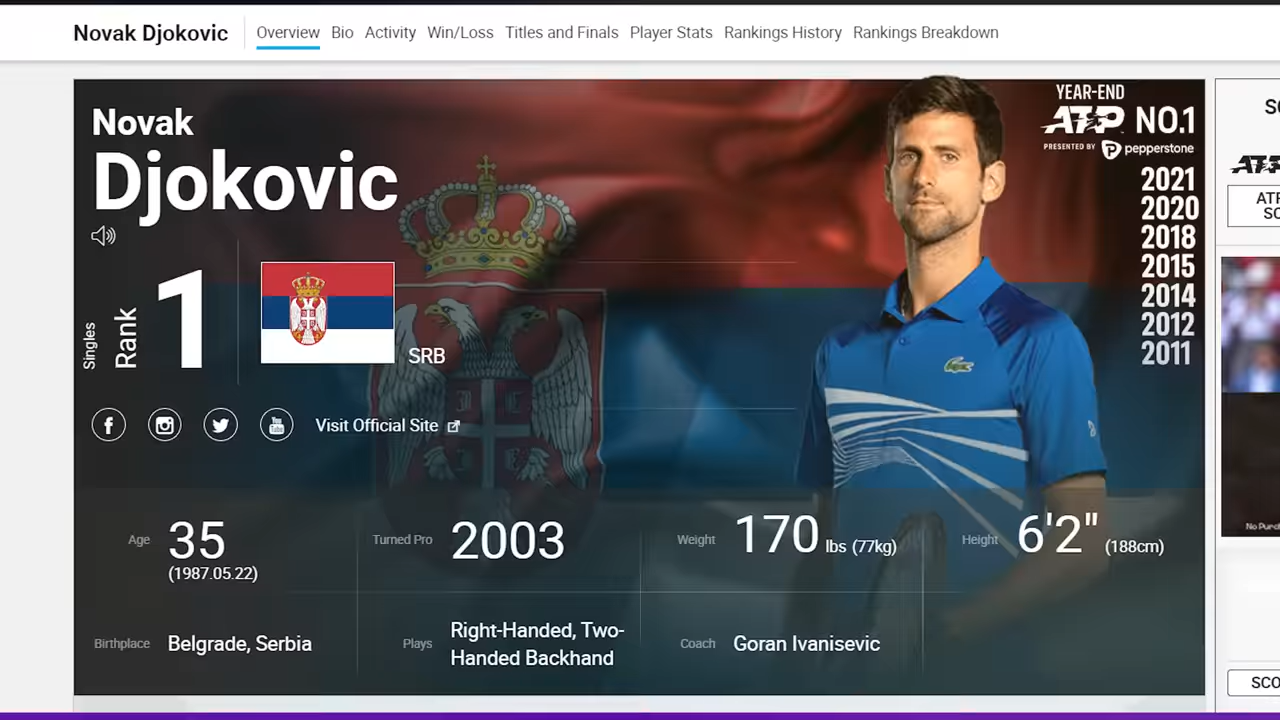 Novak Djokovic
Overview Bio Activity Win/Loss Titles and Finals Player Stats Rankings History Rankings Breakdown
Novak
Djokovic
YEAR-END
ATP NO.1
PRESENTED BY pepperstone
2021
2020
2018
2015
2014
2012
2011
Singles
Rank
1
SRB
Visit Official Site
Age 35
(1987.05.22)
Turned Pro 2003
Weight 170 lbs (77kg)
Height 6'2" (188cm)
Birthplace Belgrade, Serbia
Plays Right-Handed, Two-
Handed Backhand
Coach Goran Ivanisevic